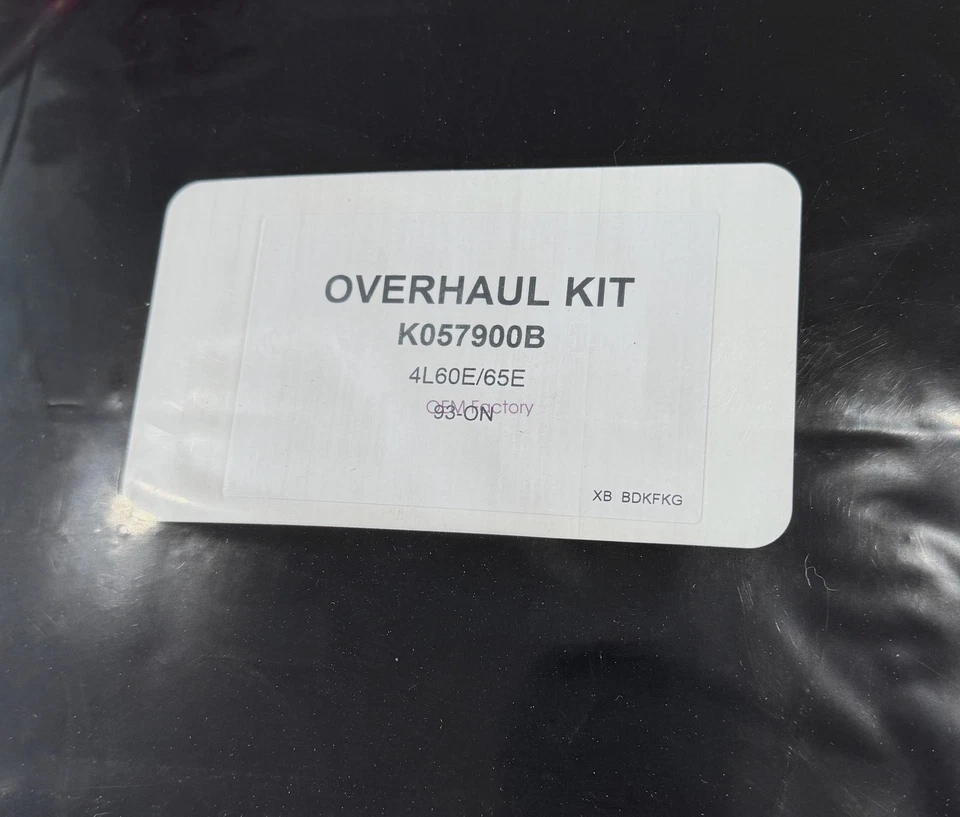 OVERHAUL KIT
K057900B
4L60E/65E
OEM Factory
93-ON
XB BDKFKG